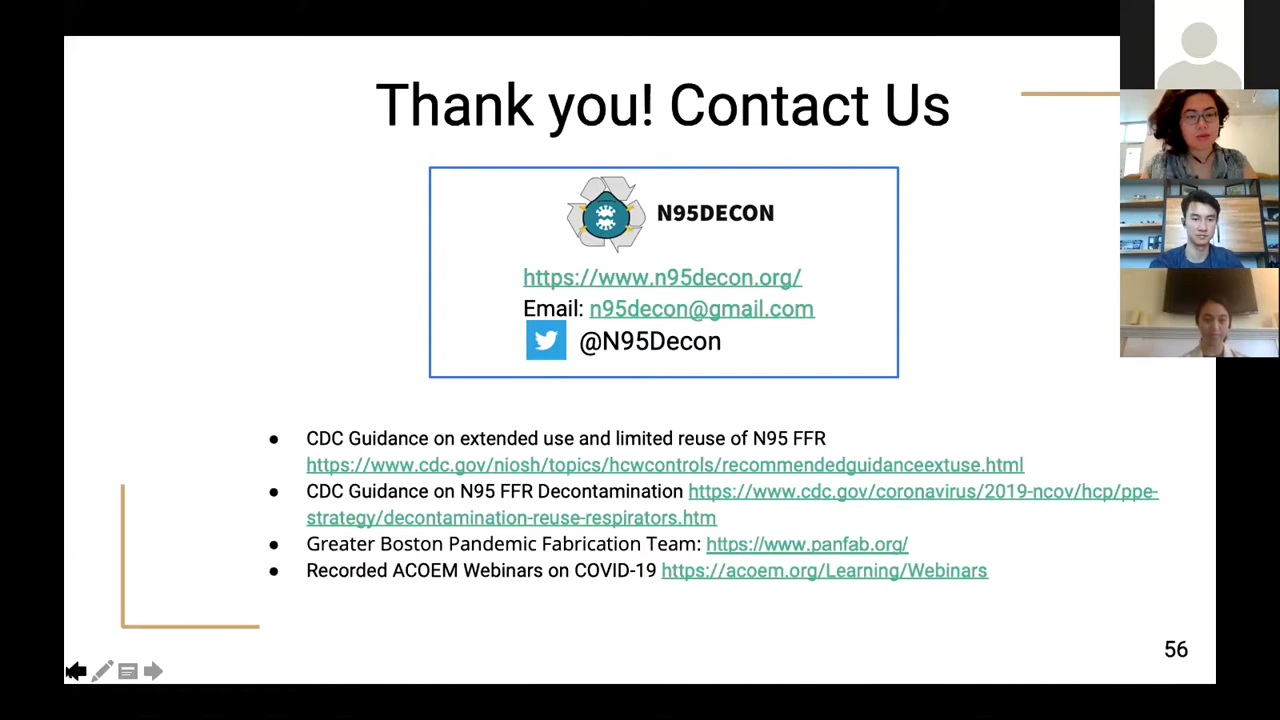 Thank you! Contact Us
N95DECON
https://www.n95decon.org/
Email: n95decon@gmail.com
@N95Decon
● CDC Guidance on extended use and limited reuse of N95 FFR
https://www.cdc.gov/niosh/topics/hcwcontrols/recommendedguidanceextuse.html
● CDC Guidance on N95 FFR Decontamination https://www.cdc.gov/coronavirus/2019-ncov/hcp/ppe-
strategy/decontamination-reuse-respirators.htm
● Greater Boston Pandemic Fabrication Team: https://www.panfab.org/
● Recorded ACOEM Webinars on COVID-19 https://acoem.org/Learning/Webinars
56